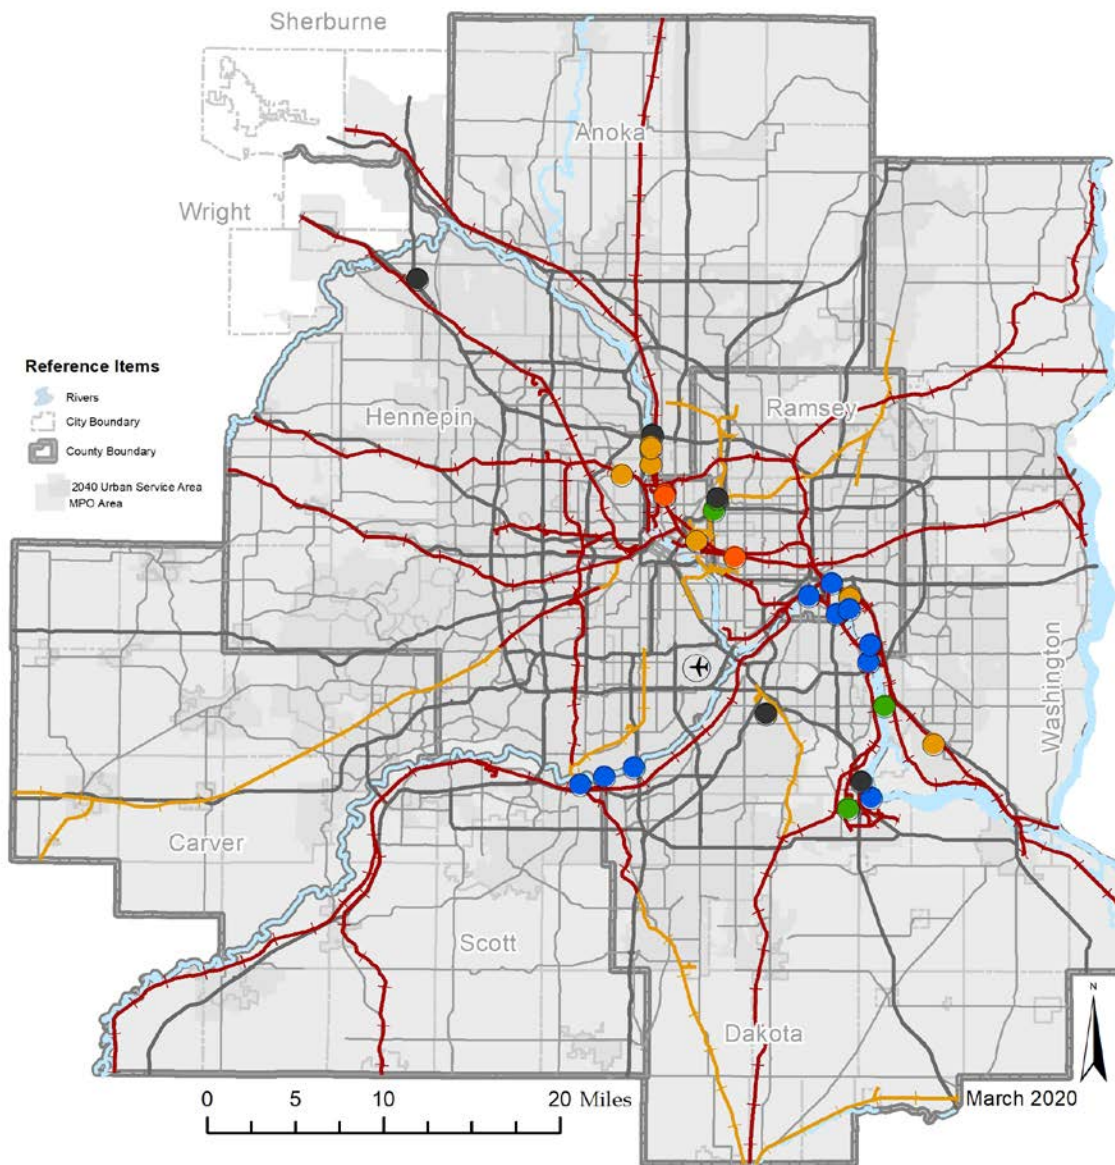 Sherburne
Anoka
Wright
Reference Items
Rivers
City Boundary
County Boundary
2040 Urban Service Area
MPO Area
Hennepin
Ramsey
Washington
Carver
Scott
Dakota
N
0 5 10 20 Miles
March 2020